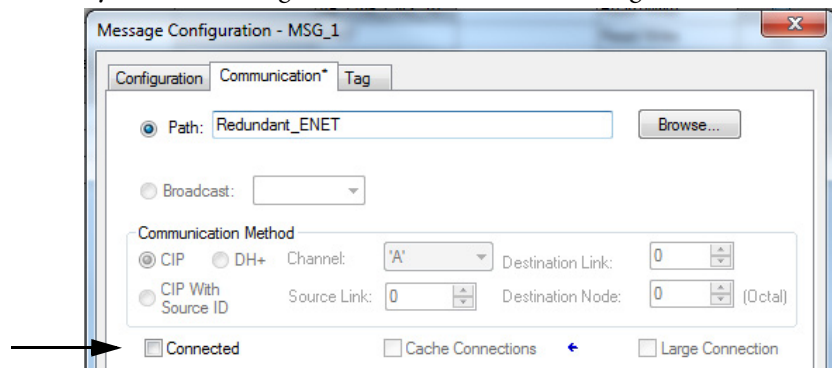 Message Configuration - MSG_1
Configuration Communication* Tag
Path: Redundant_ENET Browse...
Broadcast:
Communication Method
CIP DH+ Channel: 'A' Destination Link: 0
CIP With Source ID Source Link: 0 Destination Node: 0 (Octal)
Connected Cache Connections Large Connection